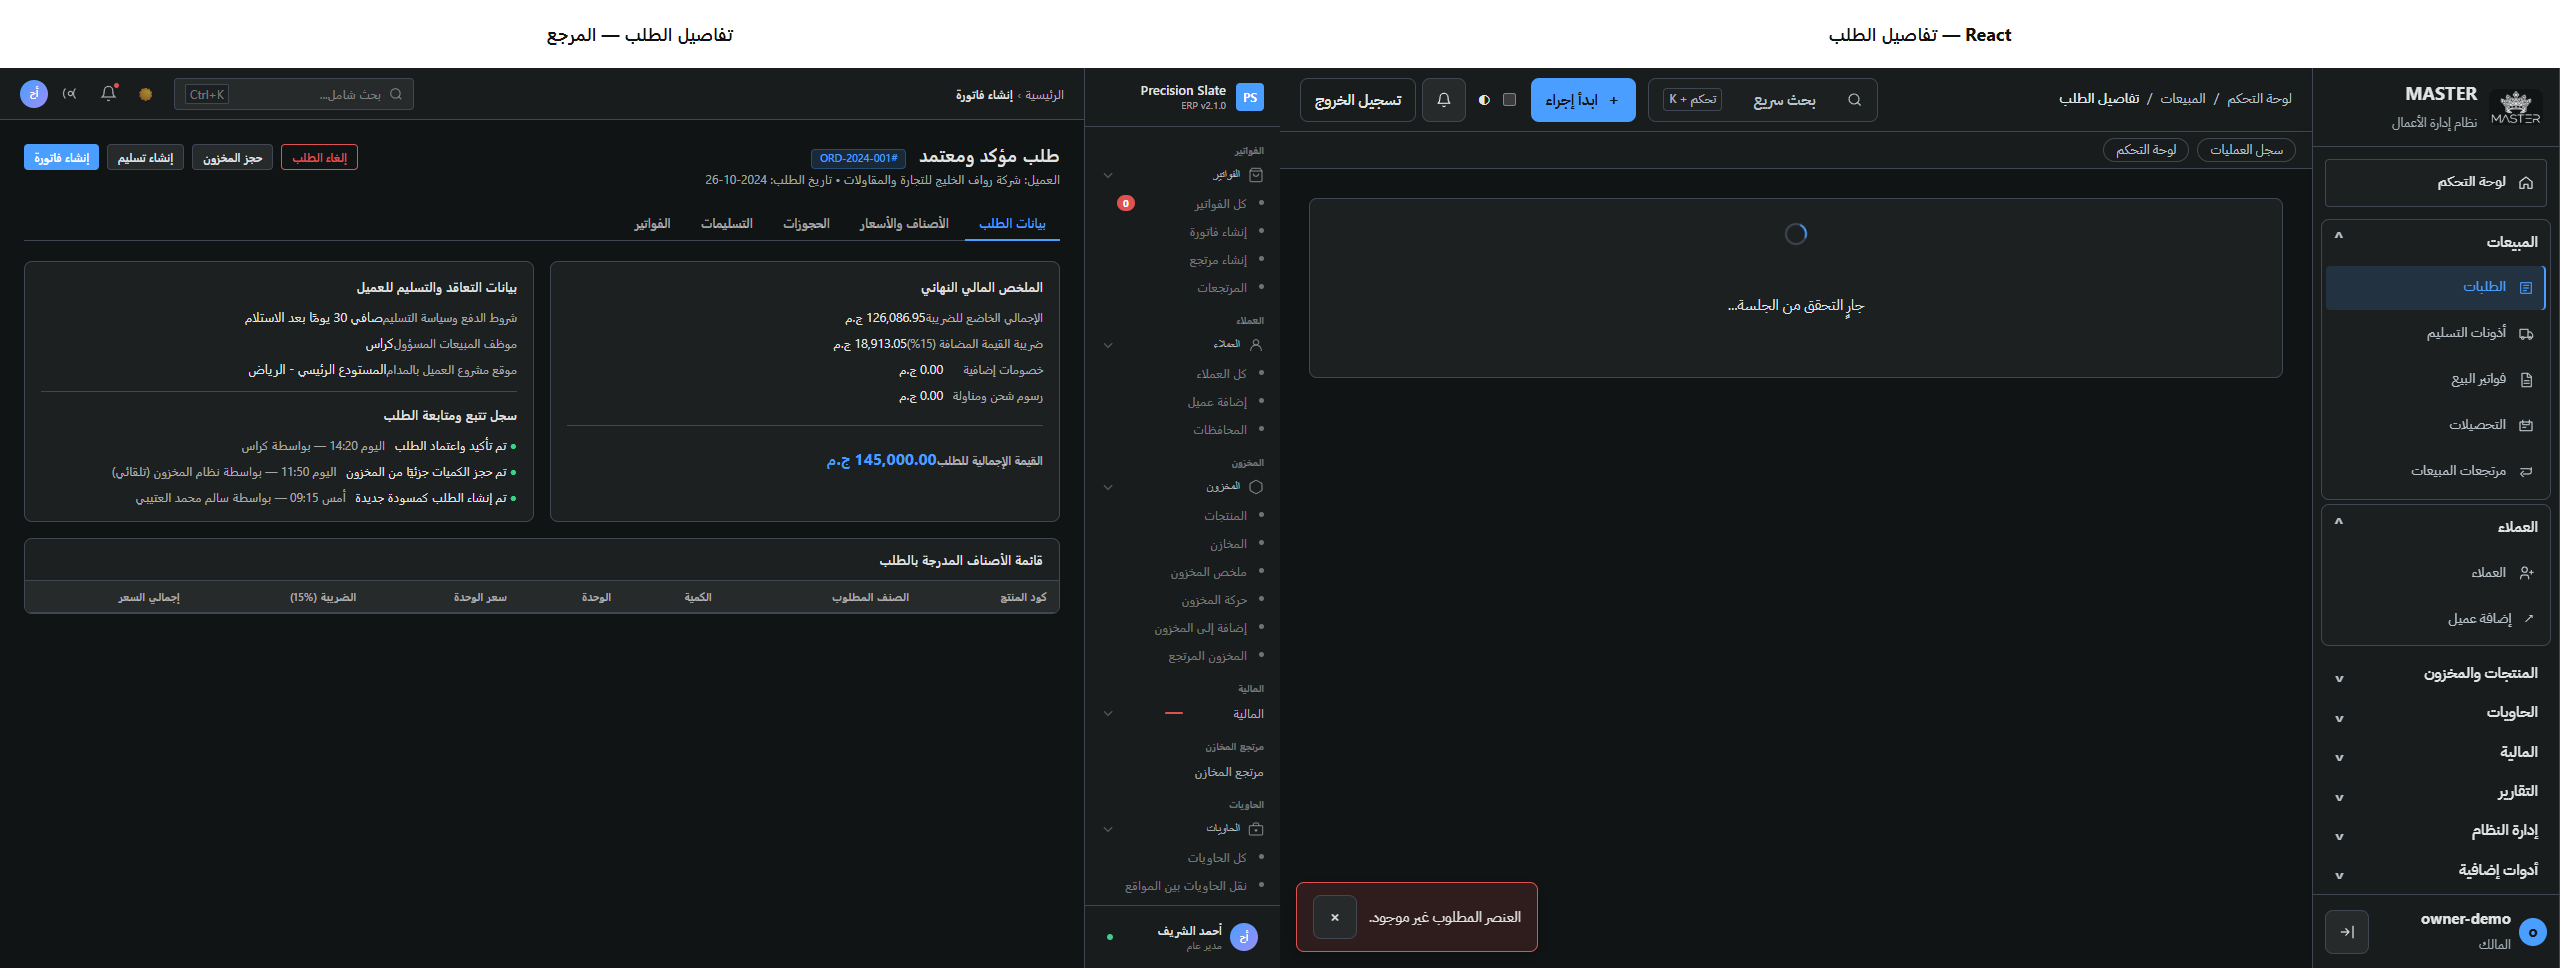 React — تفاصيل الطلب
MASTER
نظام إدارة الأعمال
MASTER
لوحة التحكم
المبيعات
الطلبات
أذونات التسليم
فواتير البيع
التحصيلات
مرتجعات المبيعات
العملاء
العملاء
إضافة عميل
المنتجات والمخزون
الحاويات
المالية
التقارير
إدارة النظام
أدوات إضافية
owner-demo
المالك
o
لوحة التحكم / المبيعات / تفاصيل الطلب
بحث سريع
تحكم + K
+ ابدأ إجراء
تسجيل الخروج
سجل العمليات
لوحة التحكم
جارٍ التحقق من الجلسة...
العنصر المطلوب غير موجود.
×
تفاصيل الطلب — المرجع
PS
Precision Slate
ERP v2.1.0
الفواتير
الفواتير
كل الفواتير
0
إنشاء فاتورة
إنشاء مرتجع
المرتجعات
العملاء
العملاء
كل العملاء
إضافة عميل
المحافظات
المخزون
المخزون
المنتجات
المخازن
ملخص المخزون
حركة المخزون
إضافة إلى المخزون
المخزون المرتجع
المالية
المالية
مرتجع المخازن
مرتجع المخازن
الحاويات
الحاويات
كل الحاويات
نقل الحاويات بين المواقع
أح
أحمد الشريف
مدير عام
الرئيسية › إنشاء فاتورة
بحث شامل...
Ctrl+K
أح
طلب مؤكد ومعتمد
#ORD-2024-001
العميل: شركة رواف الخليج للتجارة والمقاولات • تاريخ الطلب: 2024-10-26
إلغاء الطلب
حجز المخزون
إنشاء تسليم
إنشاء فاتورة
بيانات الطلب
الأصناف والأسعار
الحجوزات
التسليمات
الفواتير
الملخص المالي النهائي
الإجمالي الخاضع للضريبة 126,086.95 ج.م
ضريبة القيمة المضافة (15%) 18,913.05 ج.م
خصومات إضافية 0.00 ج.م
رسوم شحن ومناولة 0.00 ج.م
القيمة الإجمالية للطلب 145,000.00 ج.م
بيانات التعاقد والتسليم للعميل
شروط الدفع وسياسة التسليم صافي 30 يومًا بعد الاستلام
موظف المبيعات المسؤول كراس
موقع مشروع العميل بالمدام المستودع الرئيسي - الرياض
سجل تتبع ومتابعة الطلب
تم تأكيد واعتماد الطلب اليوم 14:20 — بواسطة كراس
تم حجز الكميات جزئيًا من المخزون اليوم 11:50 — بواسطة نظام المخزون (تلقائي)
تم إنشاء الطلب كمسودة جديدة أمس 09:15 — بواسطة سالم محمد العتيبي
قائمة الأصناف المدرجة بالطلب
كود المنتج الصنف المطلوب الكمية الوحدة سعر الوحدة الضريبة (15%) إجمالي السعر